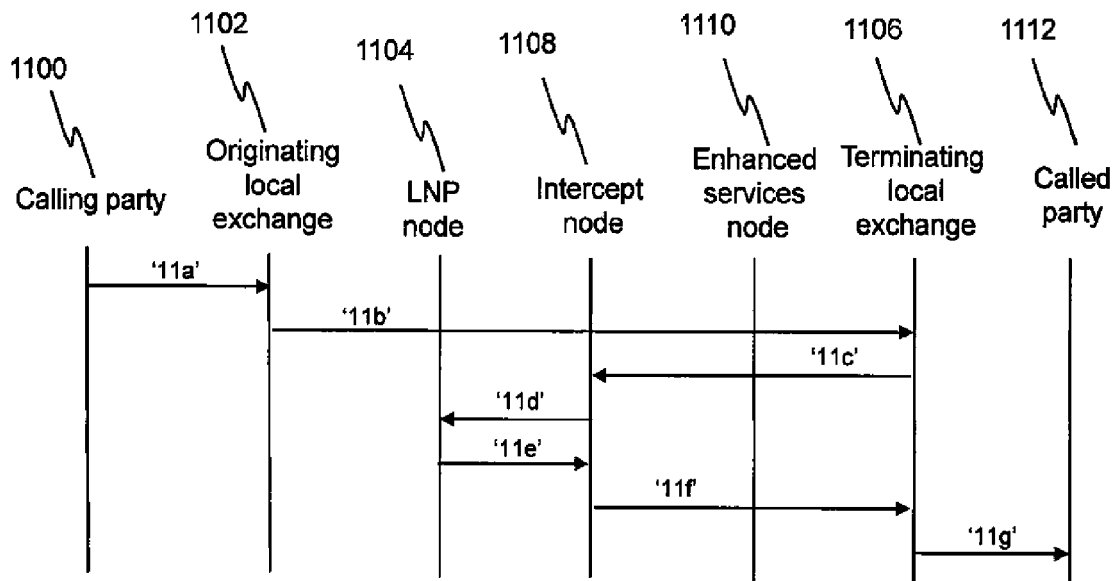 1100
1102
1104
1108
1110
1106
1112
Calling party
Originating
local
exchange
LNP
node
Intercept
node
Enhanced
services
node
Terminating
local
exchange
Called
party
'11a'
'11b'
'11c'
'11d'
'11e'
'11f'
'11g'